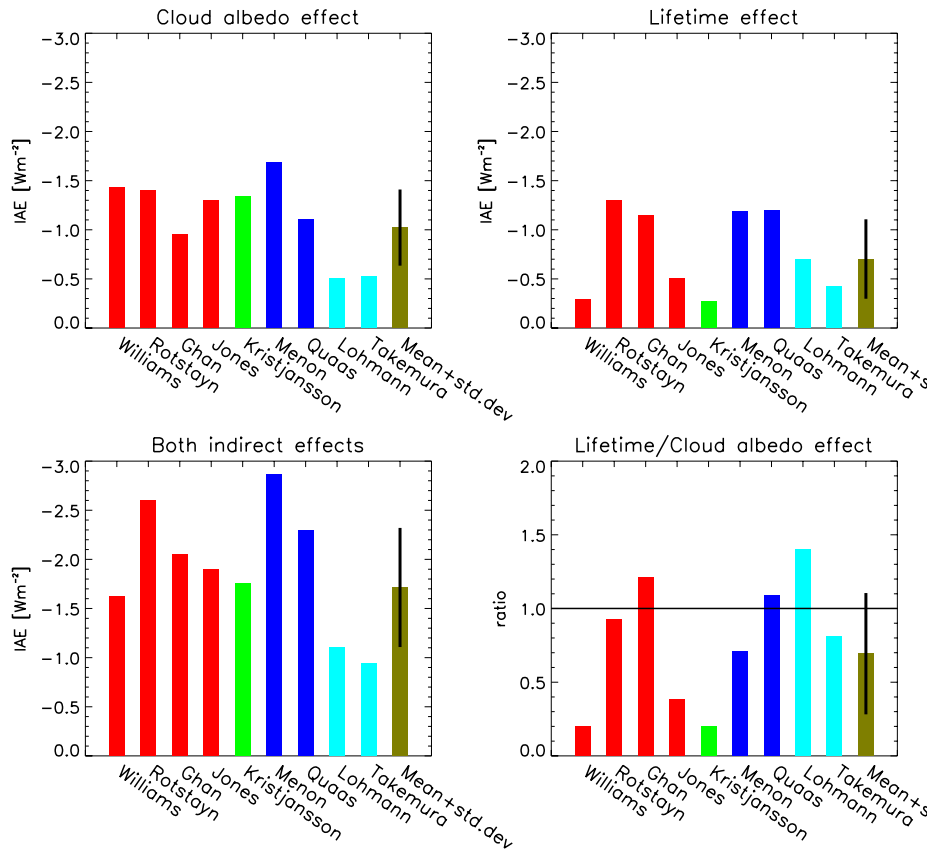 Cloud albedo effect
IAE [Wm⁻²]
-3.0
-2.5
-2.0
-1.5
-1.0
-0.5
0.0
Williams
Rotstayn
Ghan
Jones
Kristjansson
Menon
Quaas
Lohmann
Takemura
Mean+std.dev
Lifetime effect
IAE [Wm⁻²]
-3.0
-2.5
-2.0
-1.5
-1.0
-0.5
0.0
Williams
Rotstayn
Ghan
Jones
Kristjansson
Menon
Quaas
Lohmann
Takemura
Mean+s
Both indirect effects
IAE [Wm⁻²]
-3.0
-2.5
-2.0
-1.5
-1.0
-0.5
0.0
Williams
Rotstayn
Ghan
Jones
Kristjansson
Menon
Quaas
Lohmann
Takemura
Mean+std.dev
Lifetime/Cloud albedo effect
ratio
2.0
1.5
1.0
0.5
0.0
Williams
Rotstayn
Ghan
Jones
Kristjansson
Menon
Quaas
Lohmann
Takemura
Mean+s